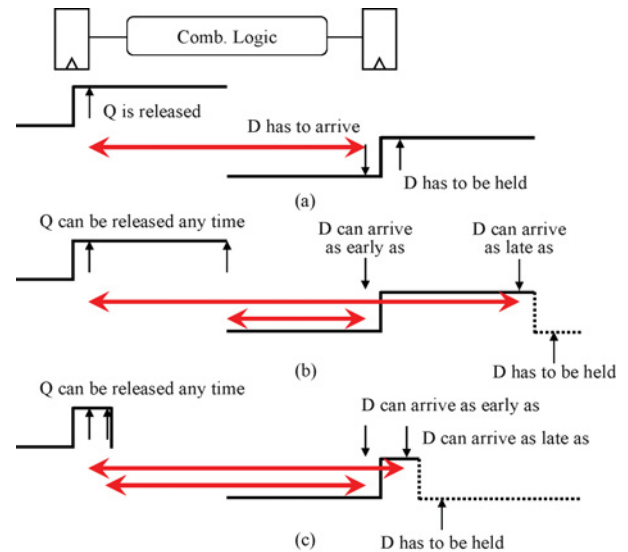 Comb. Logic
Q is released
D has to arrive
D has to be held
(a)
Q can be released any time
D can arrive
as early as
D can arrive
as late as
D has to be held
(b)
Q can be released any time
D can arrive as early as
D can arrive as late as
D has to be held
(c)